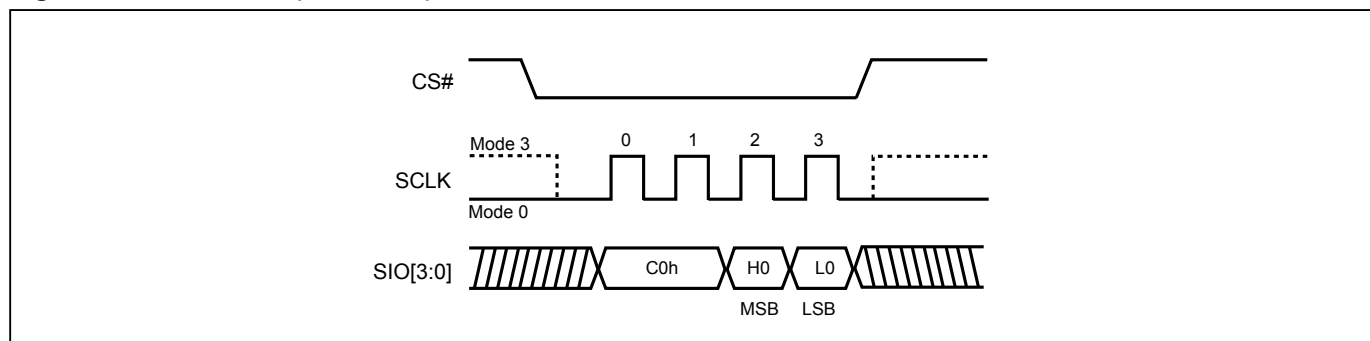 CS#
Mode 3
0 1 2 3
SCLK
Mode 0
SIO[3:0] C0h H0 L0
MSB LSB